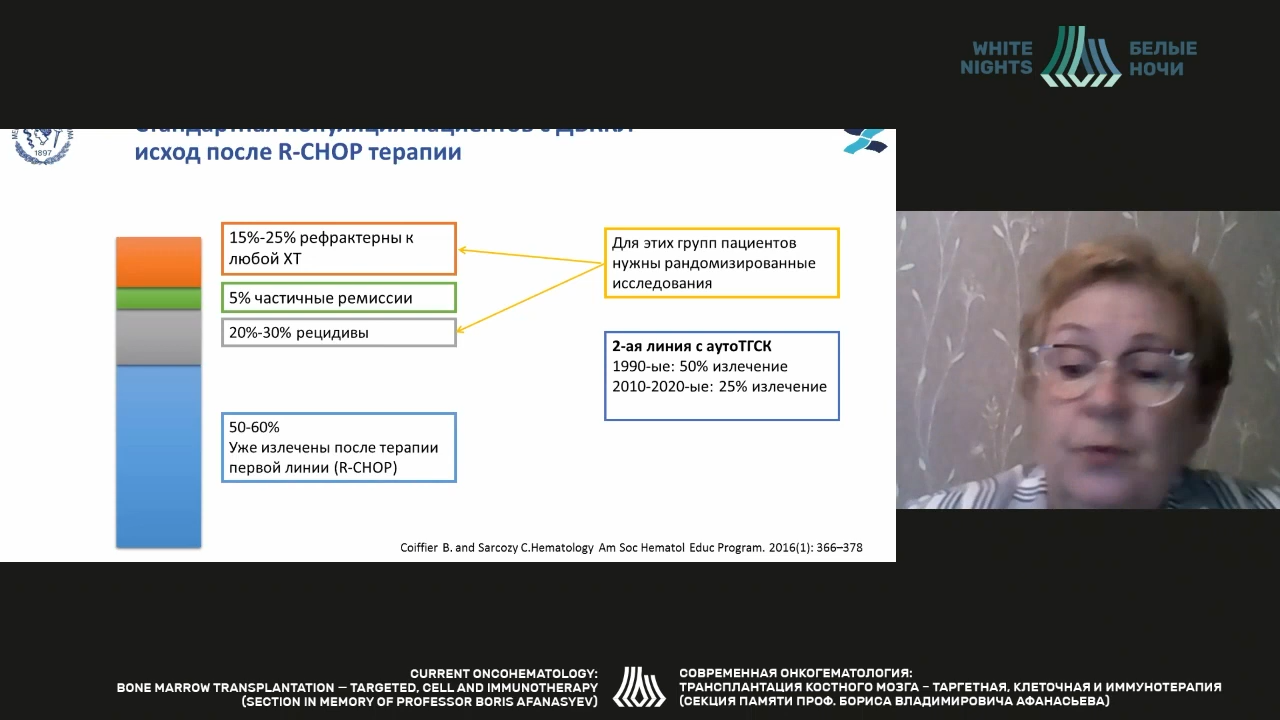 WHITE
NIGHTS
БЕЛЫЕ
НОЧИ
1897
исход после R-CHOP терапии
15%-25% рефрактерны к
любой ХТ
5% частичные ремиссии
20%-30% рецидивы
50-60%
Уже излечены после терапии
первой линии (R-CHOP)
Для этих групп пациентов
нужны рандомизированные
исследования
2-ая линия с аутоТГСК
1990-ые: 50% излечение
2010-2020-ые: 25% излечение
Coiffier B. and Sarcozy C.Hematology Am Soc Hematol Educ Program. 2016(1): 366–378
CURRENT ONCOHEMATOLOGY:
BONE MARROW TRANSPLANTATION – TARGETED, CELL AND IMMUNOTHERAPY
(SECTION IN MEMORY OF PROFESSOR BORIS AFANASYEV)
СОВРЕМЕННАЯ ОНКОГЕМАТОЛОГИЯ:
ТРАНСПЛАНТАЦИЯ КОСТНОГО МОЗГА – ТАРГЕТНАЯ, КЛЕТОЧНАЯ И ИММУНОТЕРАПИЯ
(СЕКЦИЯ ПАМЯТИ ПРОФ. БОРИСА ВЛАДИМИРОВИЧА АФАНАСЬЕВА)